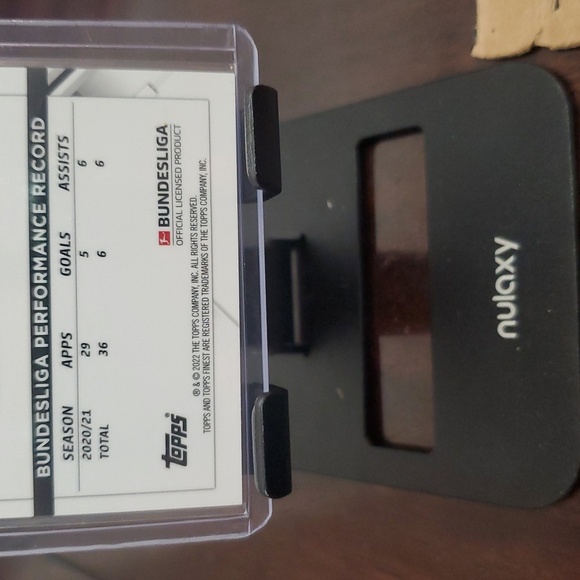 BUNDESLIGA PERFORMANCE RECORD
SEASON APPS GOALS ASSISTS
2020/21 29 5 6
TOTAL 36 6 6
topps
BUNDESLIGA
OFFICIAL LICENSED PRODUCT
® & © 2022 THE TOPPS COMPANY, INC. ALL RIGHTS RESERVED.
TOPPS AND TOPPS FINEST ARE REGISTERED TRADEMARKS OF THE TOPPS COMPANY, INC.
nulaxy